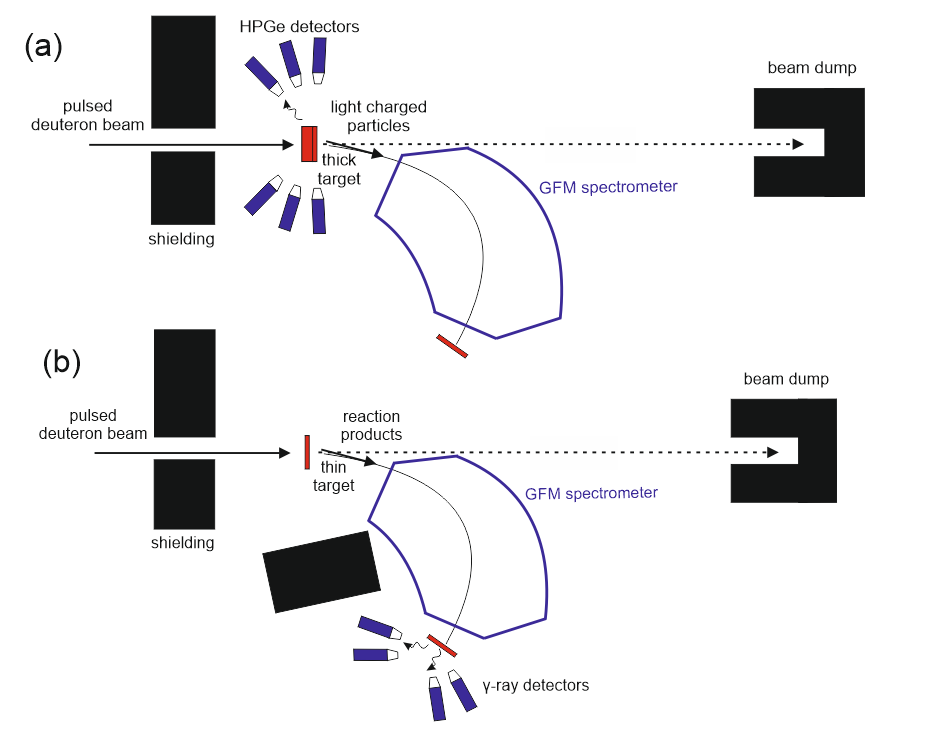 (a)
HPGe detectors
beam dump
pulsed
deuteron beam
light charged
particles
thick
target
GFM spectrometer
shielding
(b)
beam dump
pulsed
deuteron beam
reaction
products
thin
target
GFM spectrometer
shielding
γ-ray detectors